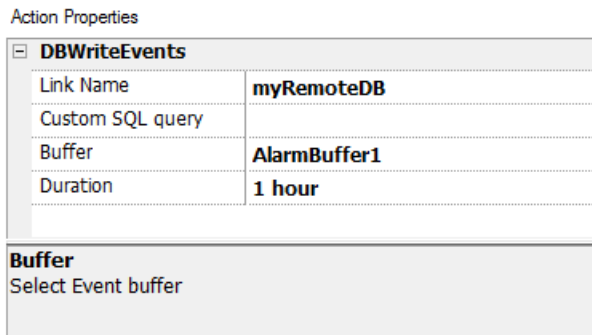 Action Properties
DBWriteEvents
Link Name myRemoteDB
Custom SQL query
Buffer AlarmBuffer1
Duration 1 hour
Buffer
Select Event buffer